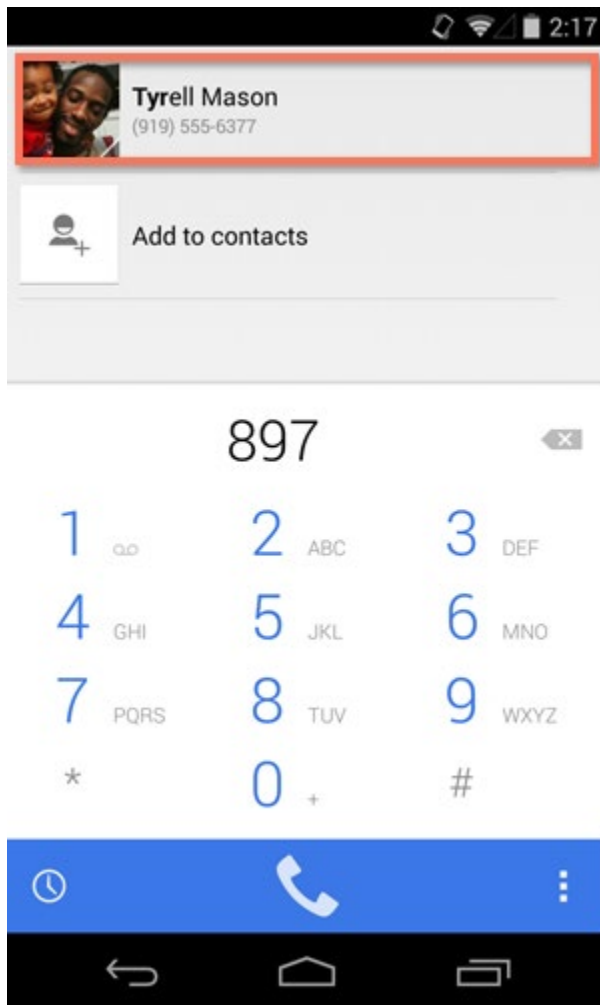 2:17
Tyrell Mason
(919) 555-6377
Add to contacts
897
1 2 ABC 3 DEF
4 GHI 5 JKL 6 MNO
7 PQRS 8 TUV 9 WXYZ
* 0 + #